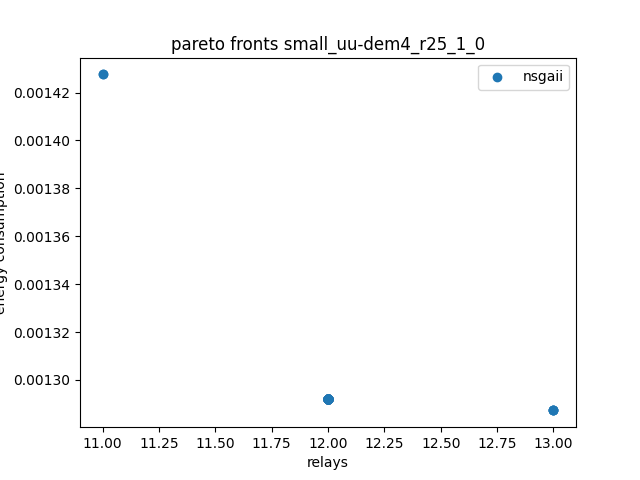 pareto fronts small_uu-dem4_r25_1_0
nsgaii
0.00142
0.00140
0.00138
0.00136
0.00134
0.00132
0.00130
energy consumption
11.00 11.25 11.50 11.75 12.00 12.25 12.50 12.75 13.00
relays